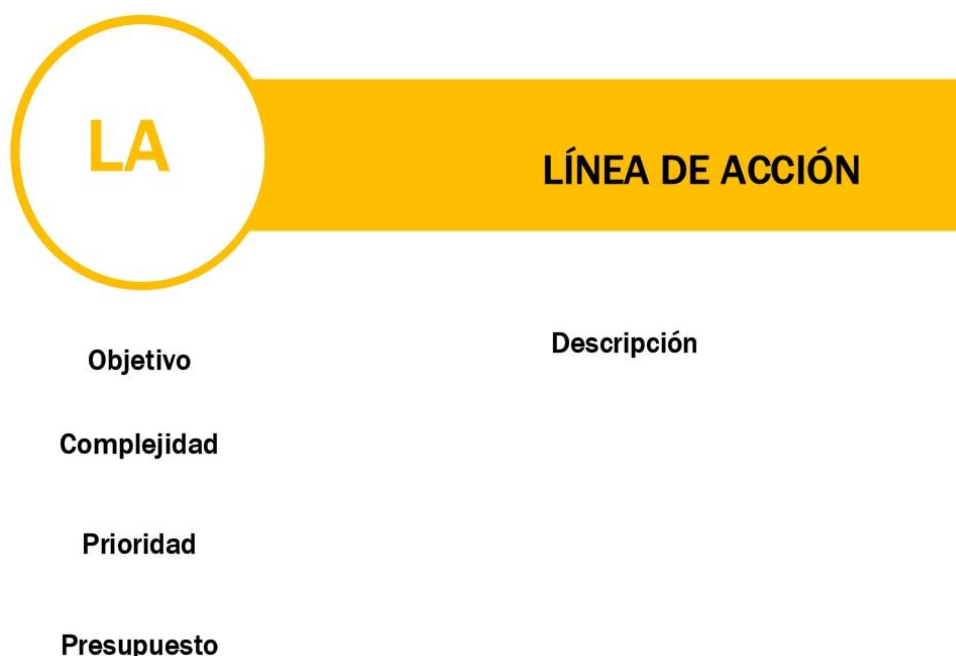 LA
LÍNEA DE ACCIÓN
Objetivo
Descripción
Complejidad
Prioridad
Presupuesto